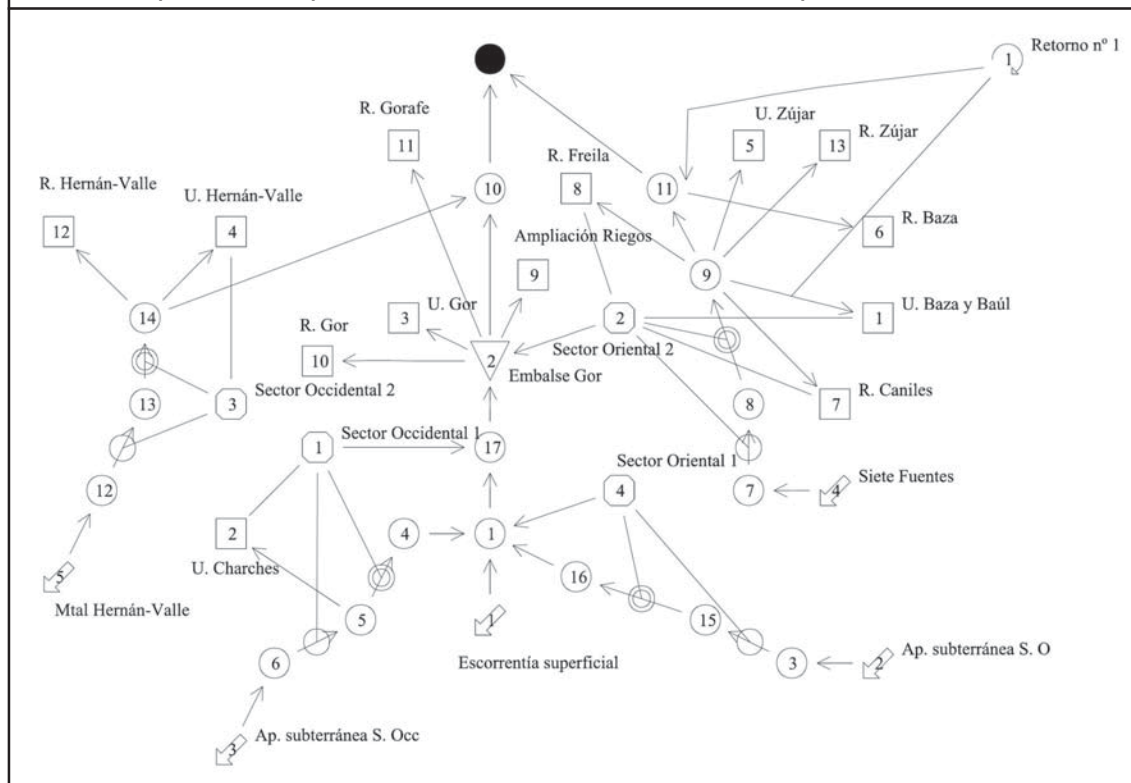 1
Retorno nº 1
R. Gorafe
11
U. Zújar
5
R. Zújar
13
R. Freila
8
10
11
R. Hernán-Valle
12
U. Hernán-Valle
4
R. Baza
6
Ampliación Riegos
9
9
14
U. Gor
3
2
Sector Oriental 2
1
U. Baza y Baúl
R. Gor
10
2
Embalse Gor
13
3
Sector Occidental 2
8
7
R. Caniles
1
Sector Occidental 1
17
Sector Oriental 1
12
4
7
4
Siete Fuentes
2
U. Charches
4
1
16
5
Mtal Hernán-Valle
5
1
15
Escorrentía superficial
6
3
2
Ap. subterránea S. O
3
Ap. subterránea S. Occ